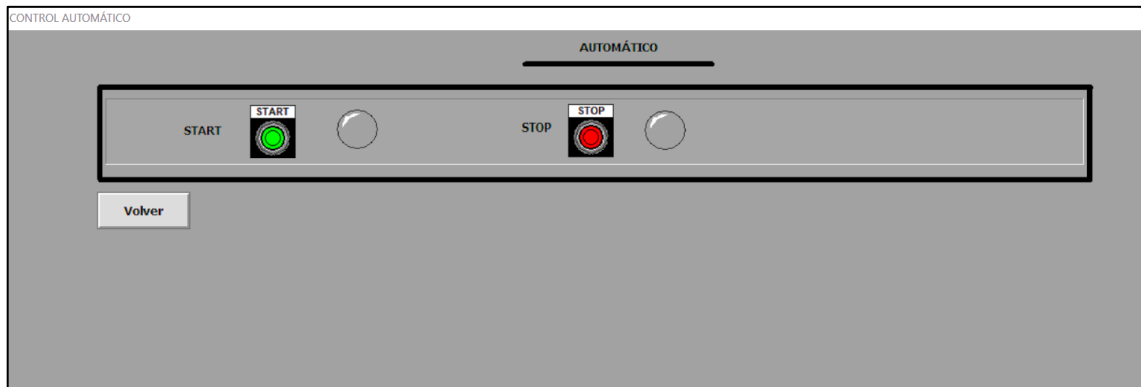 CONTROL AUTOMÁTICO
AUTOMÁTICO
START START STOP STOP
Volver